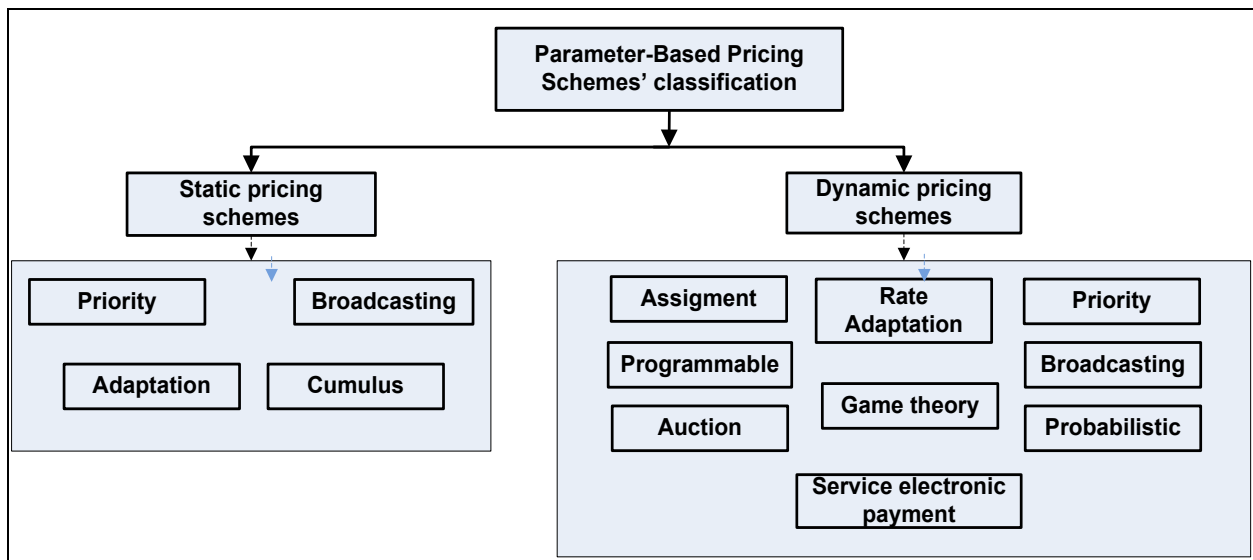 Parameter-Based Pricing
Schemes’ classification
Static pricing
schemes
Dynamic pricing
schemes
Priority
Broadcasting
Adaptation
Cumulus
Assigment
Rate
Adaptation
Priority
Programmable
Broadcasting
Game theory
Auction
Probabilistic
Service electronic
payment